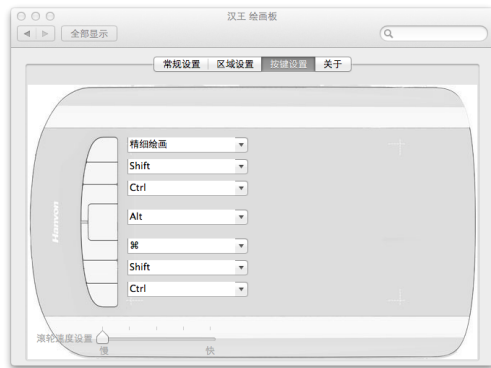 汉王 绘画板
全部显示
常规设置 区域设置 按键设置 关于
精细绘画
Shift
Ctrl
Alt
⌘
Shift
Ctrl
Hanvon
滚轮速度设置
慢 快